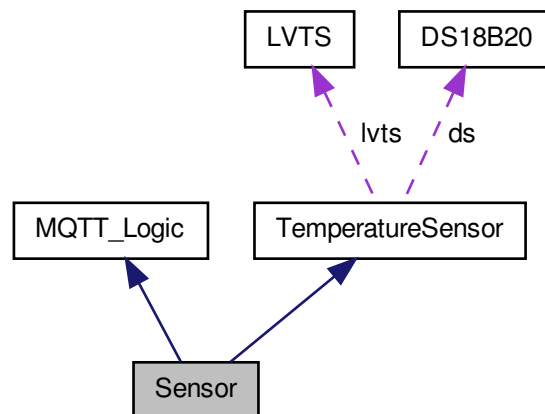 LVTS
DS18B20
lvts
ds
MQTT_Logic
TemperatureSensor
Sensor